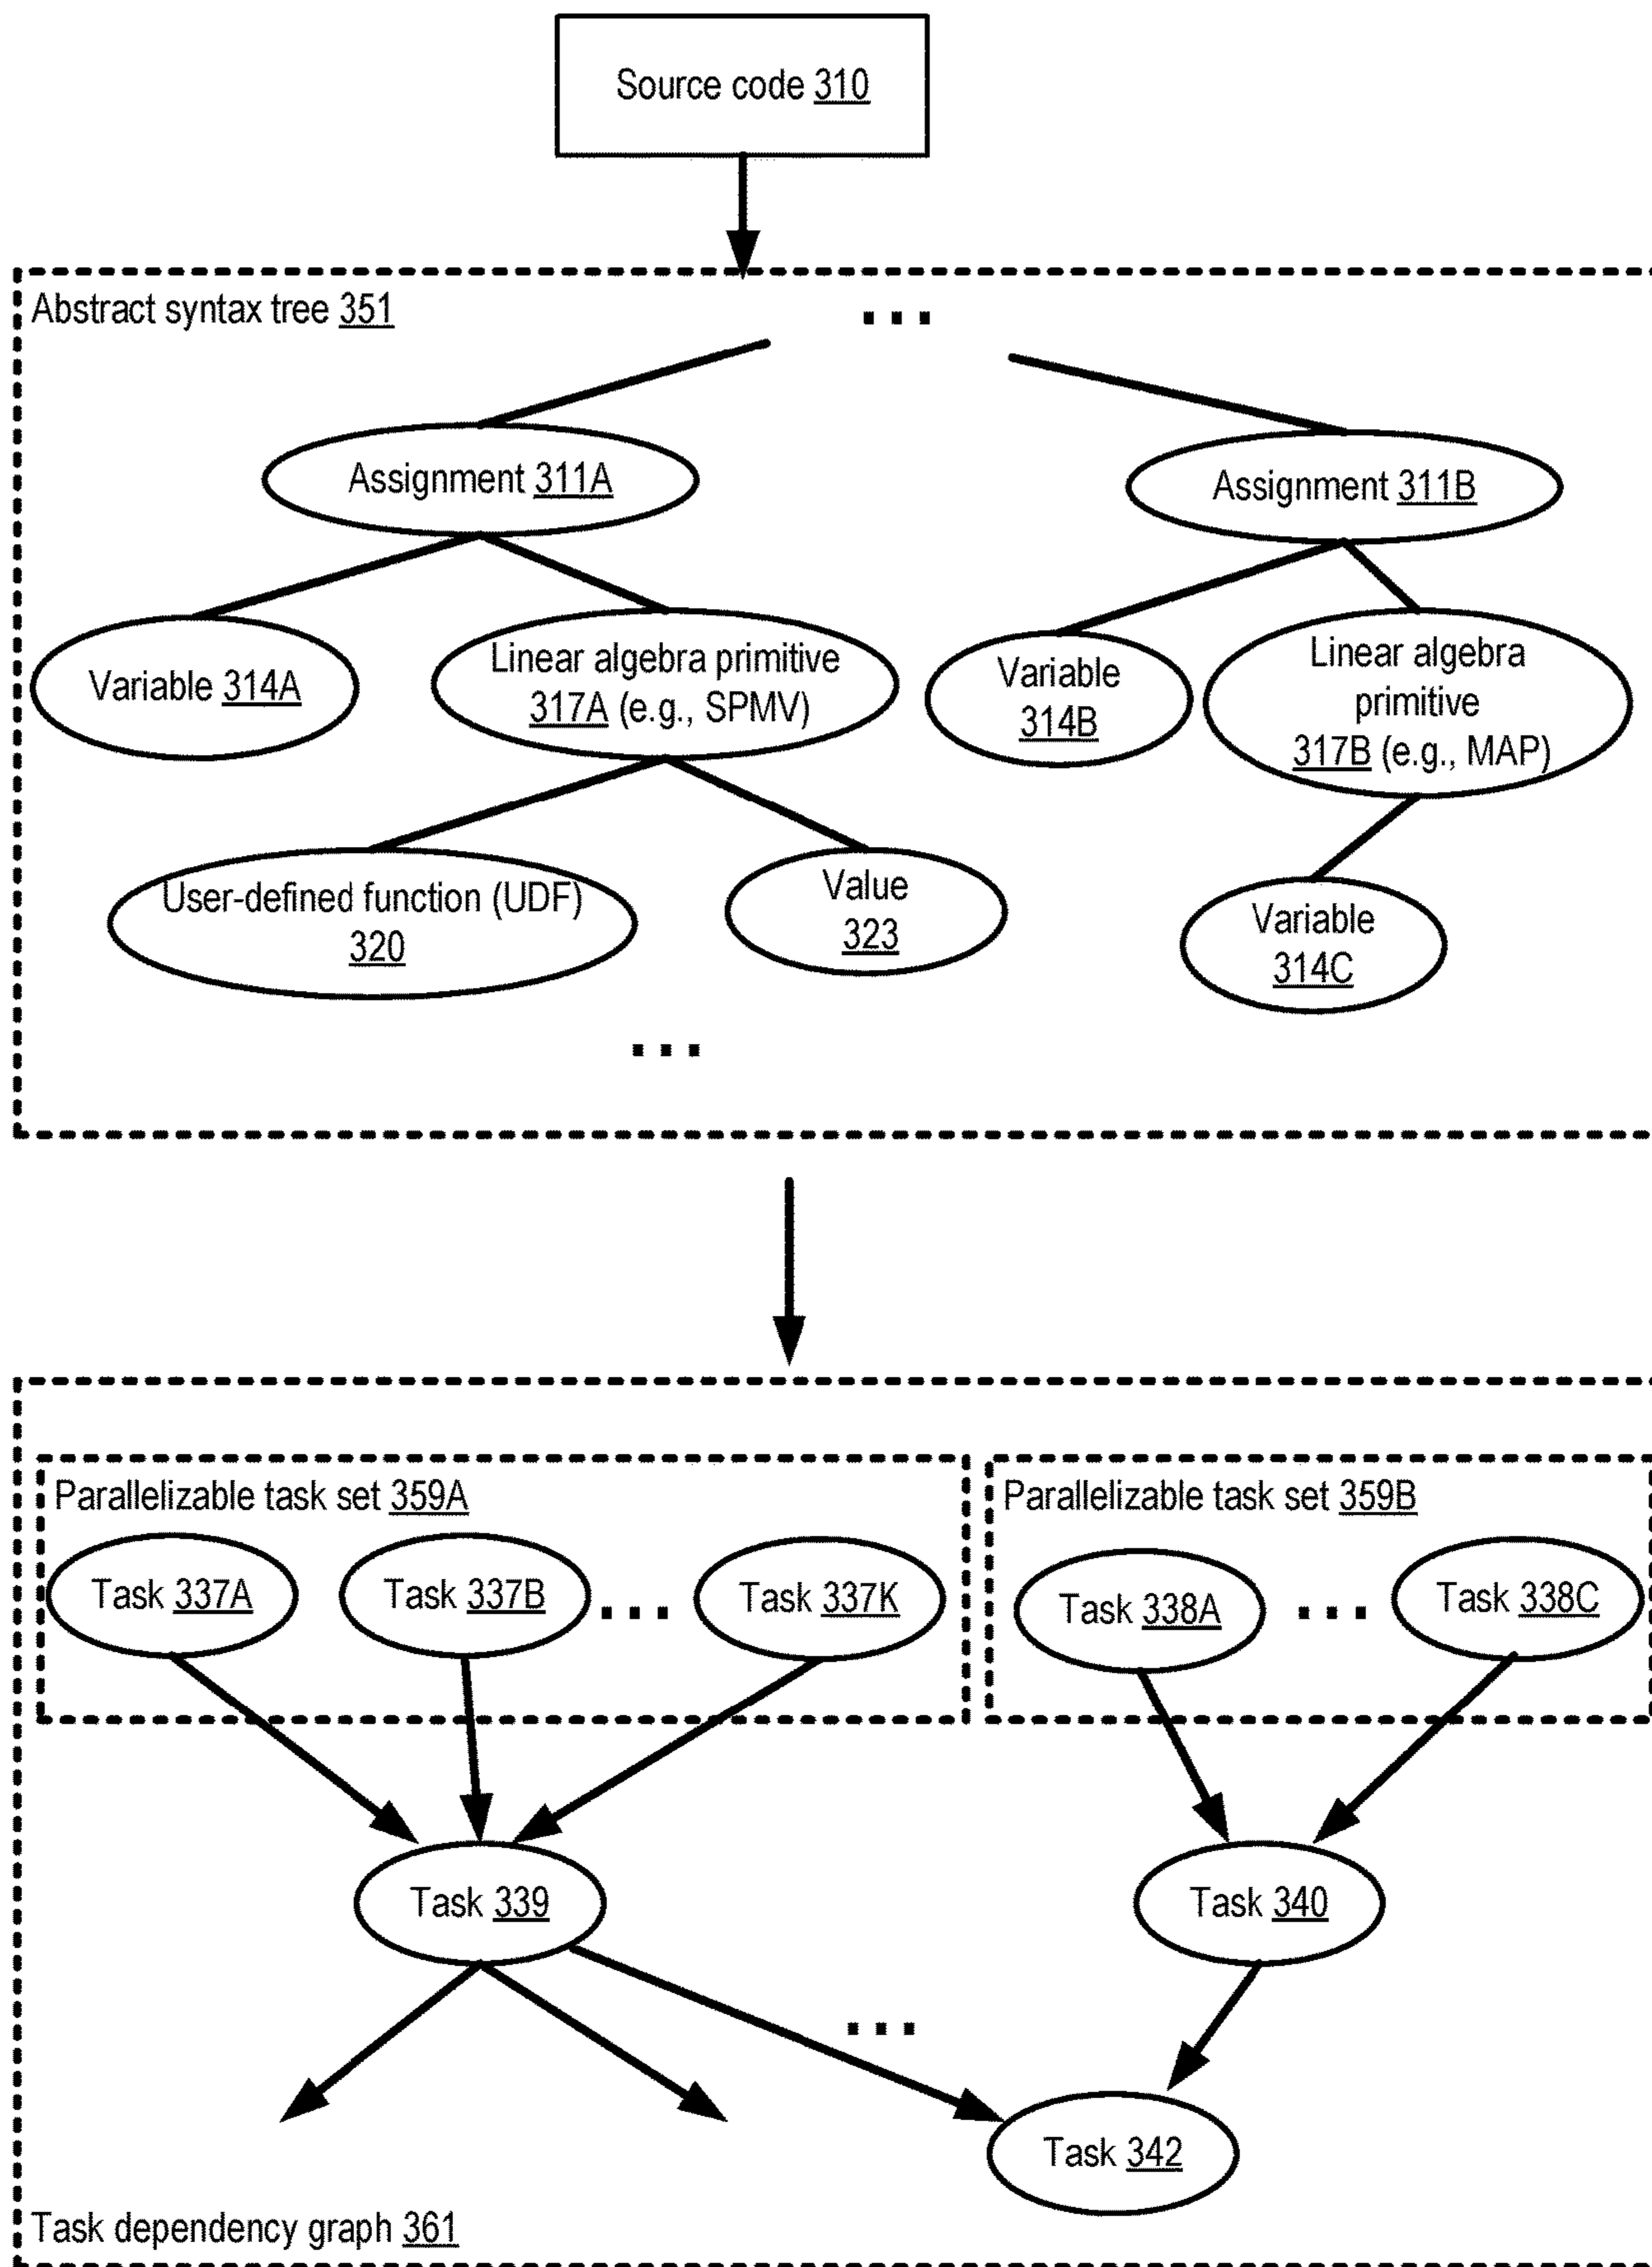 Source code 310
Abstract syntax tree 351
...
Assignment 311A
Assignment 311B
Variable 314A
Linear algebra primitive
317A (e.g., SPMV)
Variable
314B
Linear algebra
primitive
317B (e.g., MAP)
User-defined function (UDF)
320
Value
323
Variable
314C
...
Parallelizable task set 359A
Parallelizable task set 359B
Task 337A
Task 337B
...
Task 337K
Task 338A
...
Task 338C
Task 339
Task 340
...
Task 342
Task dependency graph 361